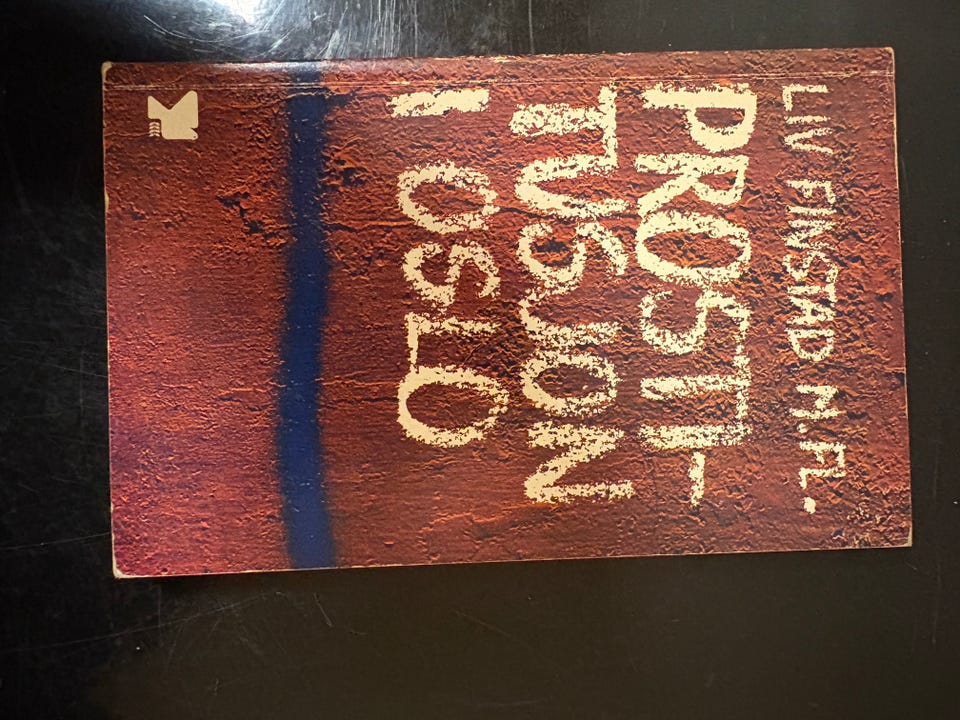 LIV FINSTAD M.FL.
PROSTI-
TUSJON
I OSLO